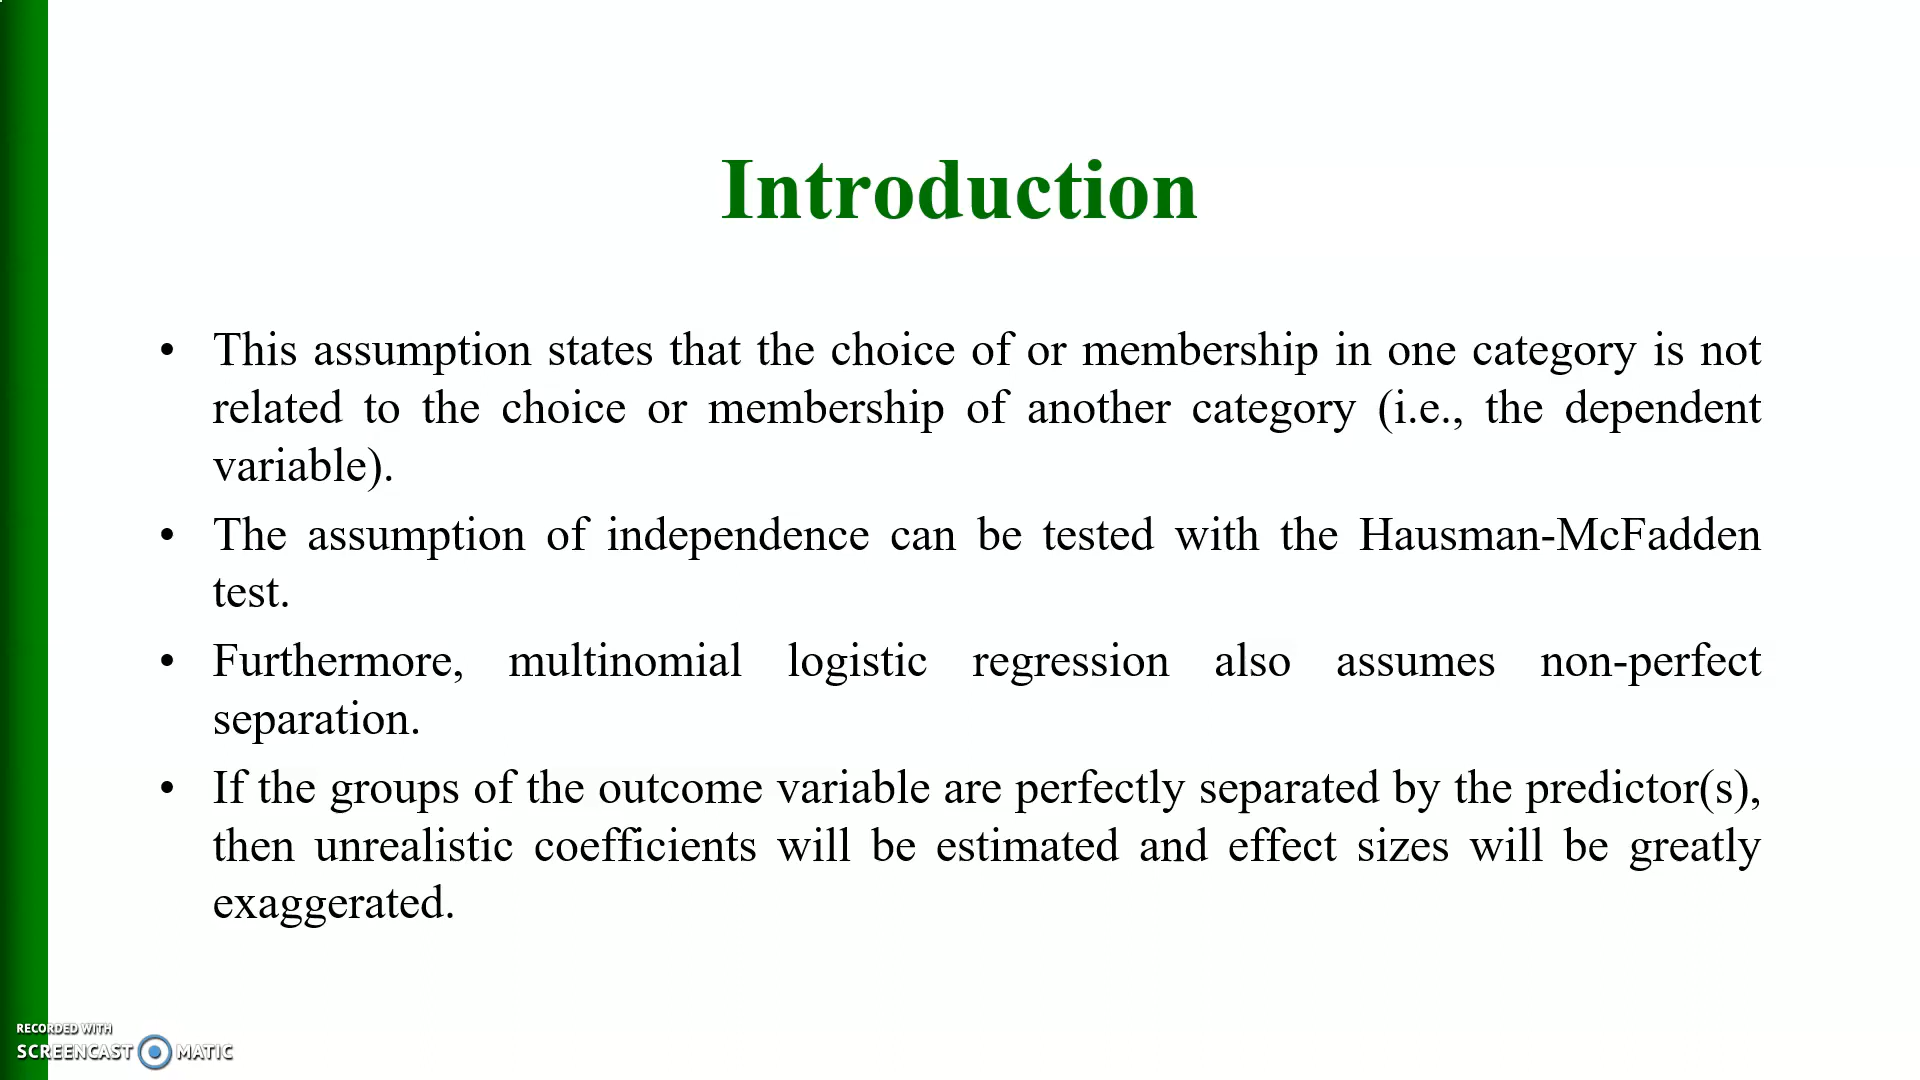 Introduction
• This assumption states that the choice of or membership in one category is not
related to the choice or membership of another category (i.e., the dependent
variable).
• The assumption of independence can be tested with the Hausman-McFadden
test.
• Furthermore, multinomial logistic regression also assumes non-perfect
separation.
• If the groups of the outcome variable are perfectly separated by the predictor(s),
then unrealistic coefficients will be estimated and effect sizes will be greatly
exaggerated.
RECORDED WITH
SCREENCAST MATIC